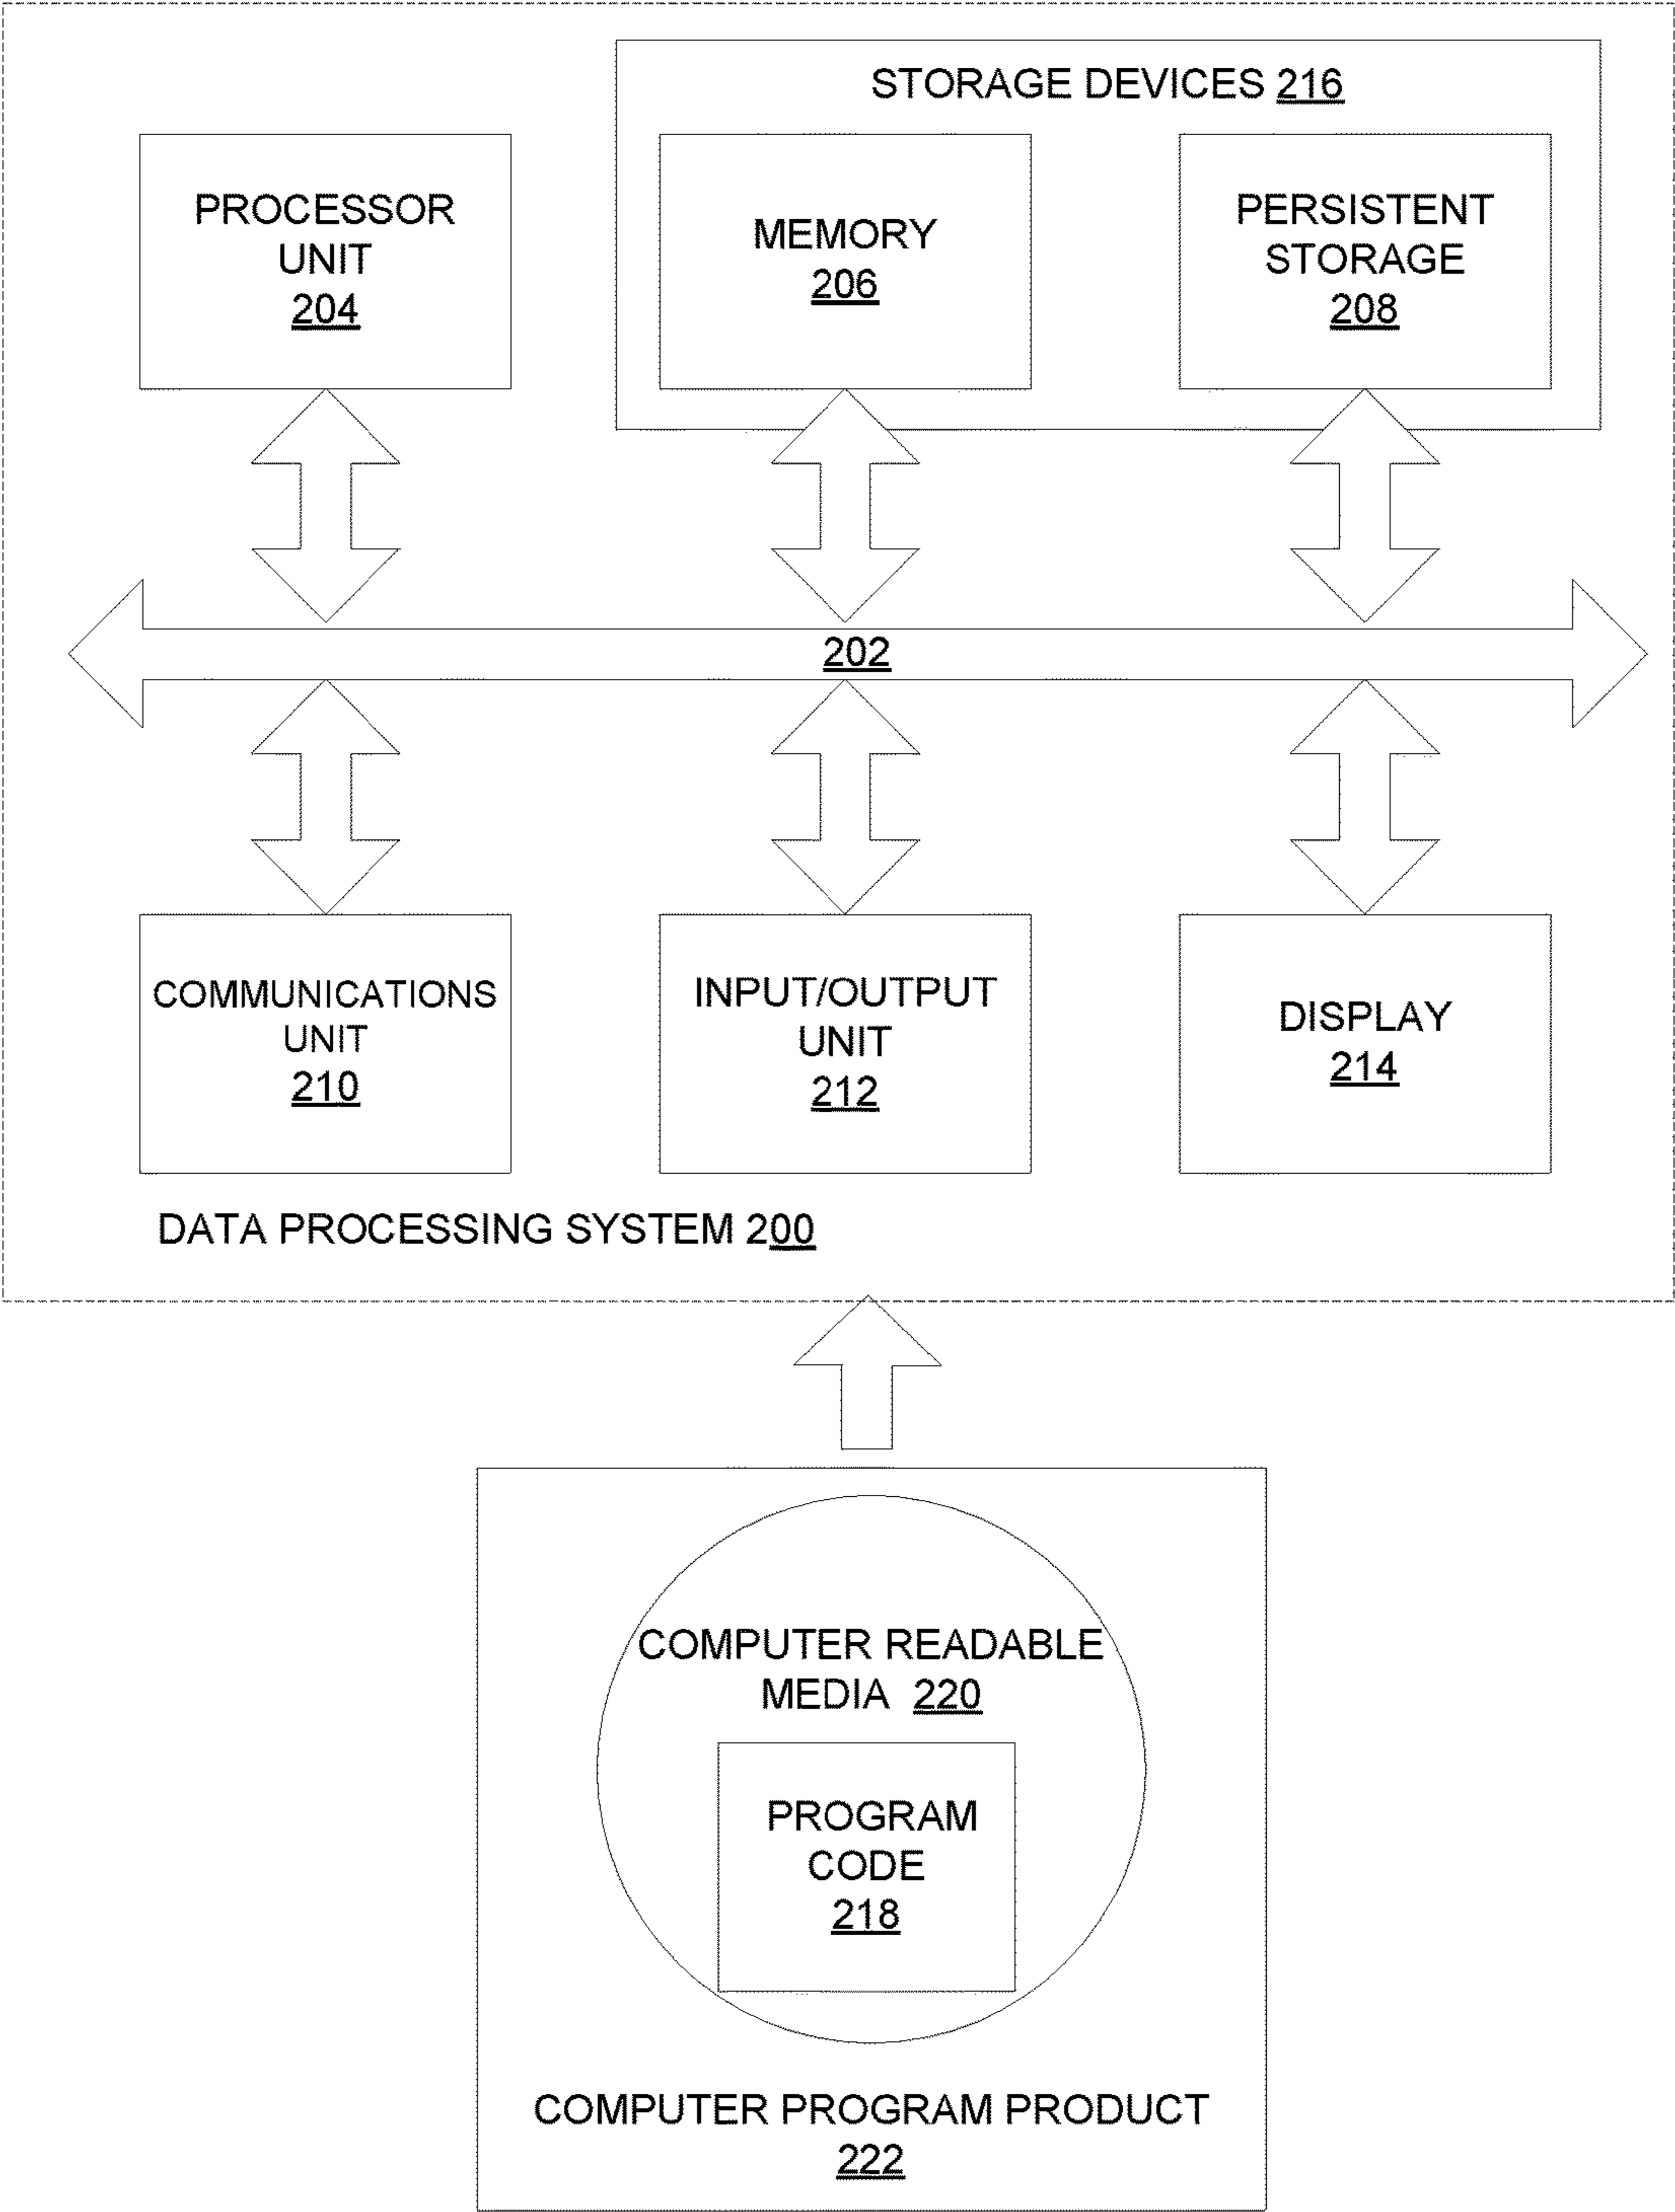 STORAGE DEVICES 216
PROCESSOR
UNIT
204
MEMORY
206
PERSISTENT
STORAGE
208
202
COMMUNICATIONS
UNIT
210
INPUT/OUTPUT
UNIT
212
DISPLAY
214
DATA PROCESSING SYSTEM 200
COMPUTER READABLE
MEDIA 220
PROGRAM
CODE
218
COMPUTER PROGRAM PRODUCT
222